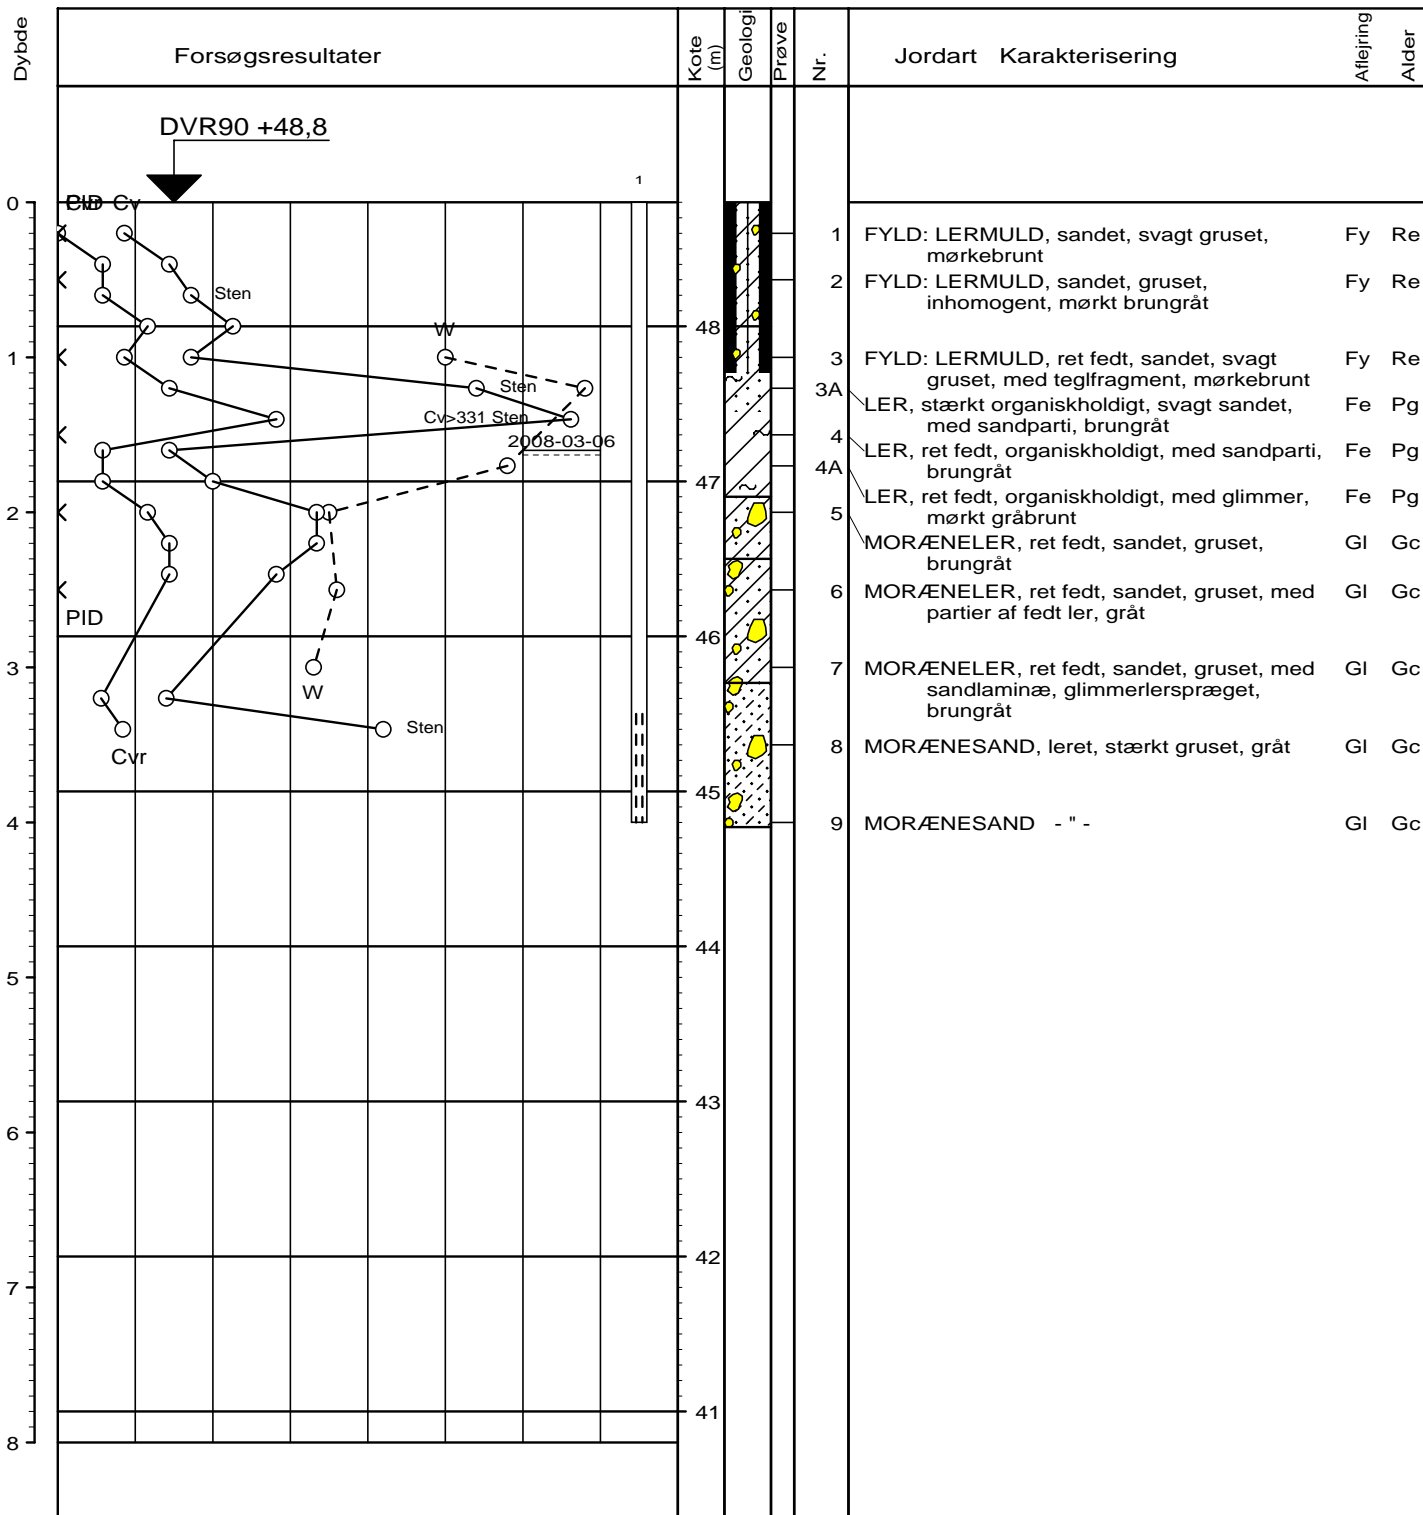 Dybde
Forsøgsresultater
Kote
(m)
Geologi
Prøve
Nr.
Jordart Karakterisering
Aflejring
Alder
DVR90 +48,8
1
0
PID Cv
1 FYLD: LERMULD, sandet, svagt gruset, Fy Re
mørkebrunt
2 FYLD: LERMULD, sandet, gruset, Fy Re
inhomogent, mørkt brungråt
Sten
W
48
1
3 FYLD: LERMULD, ret fedt, sandet, svagt Fy Re
gruset, med teglfragment, mørkebrunt
Sten
3A
LER, stærkt organiskholdigt, svagt sandet, Fe Pg
med sandparti, brungråt
Cv>331 Sten
2008-03-06
4
LER, ret fedt, organiskholdigt, med sandparti, Fe Pg
brungråt
4A
47
LER, ret fedt, organiskholdigt, med glimmer, Fe Pg
mørkt gråbrunt
2
5
MORÆNELER, ret fedt, sandet, gruset, Gl Gc
brungråt
6 MORÆNELER, ret fedt, sandet, gruset, med Gl Gc
partier af fedt ler, gråt
PID
46
3
7 MORÆNELER, ret fedt, sandet, gruset, med Gl Gc
sandlaminæ, glimmerlerspræget,
brungråt
W
Sten
8 MORÆNESAND, leret, stærkt gruset, gråt Gl Gc
Cvr
45
4
9 MORÆNESAND - " - Gl Gc
44
5
43
6
42
7
41
8